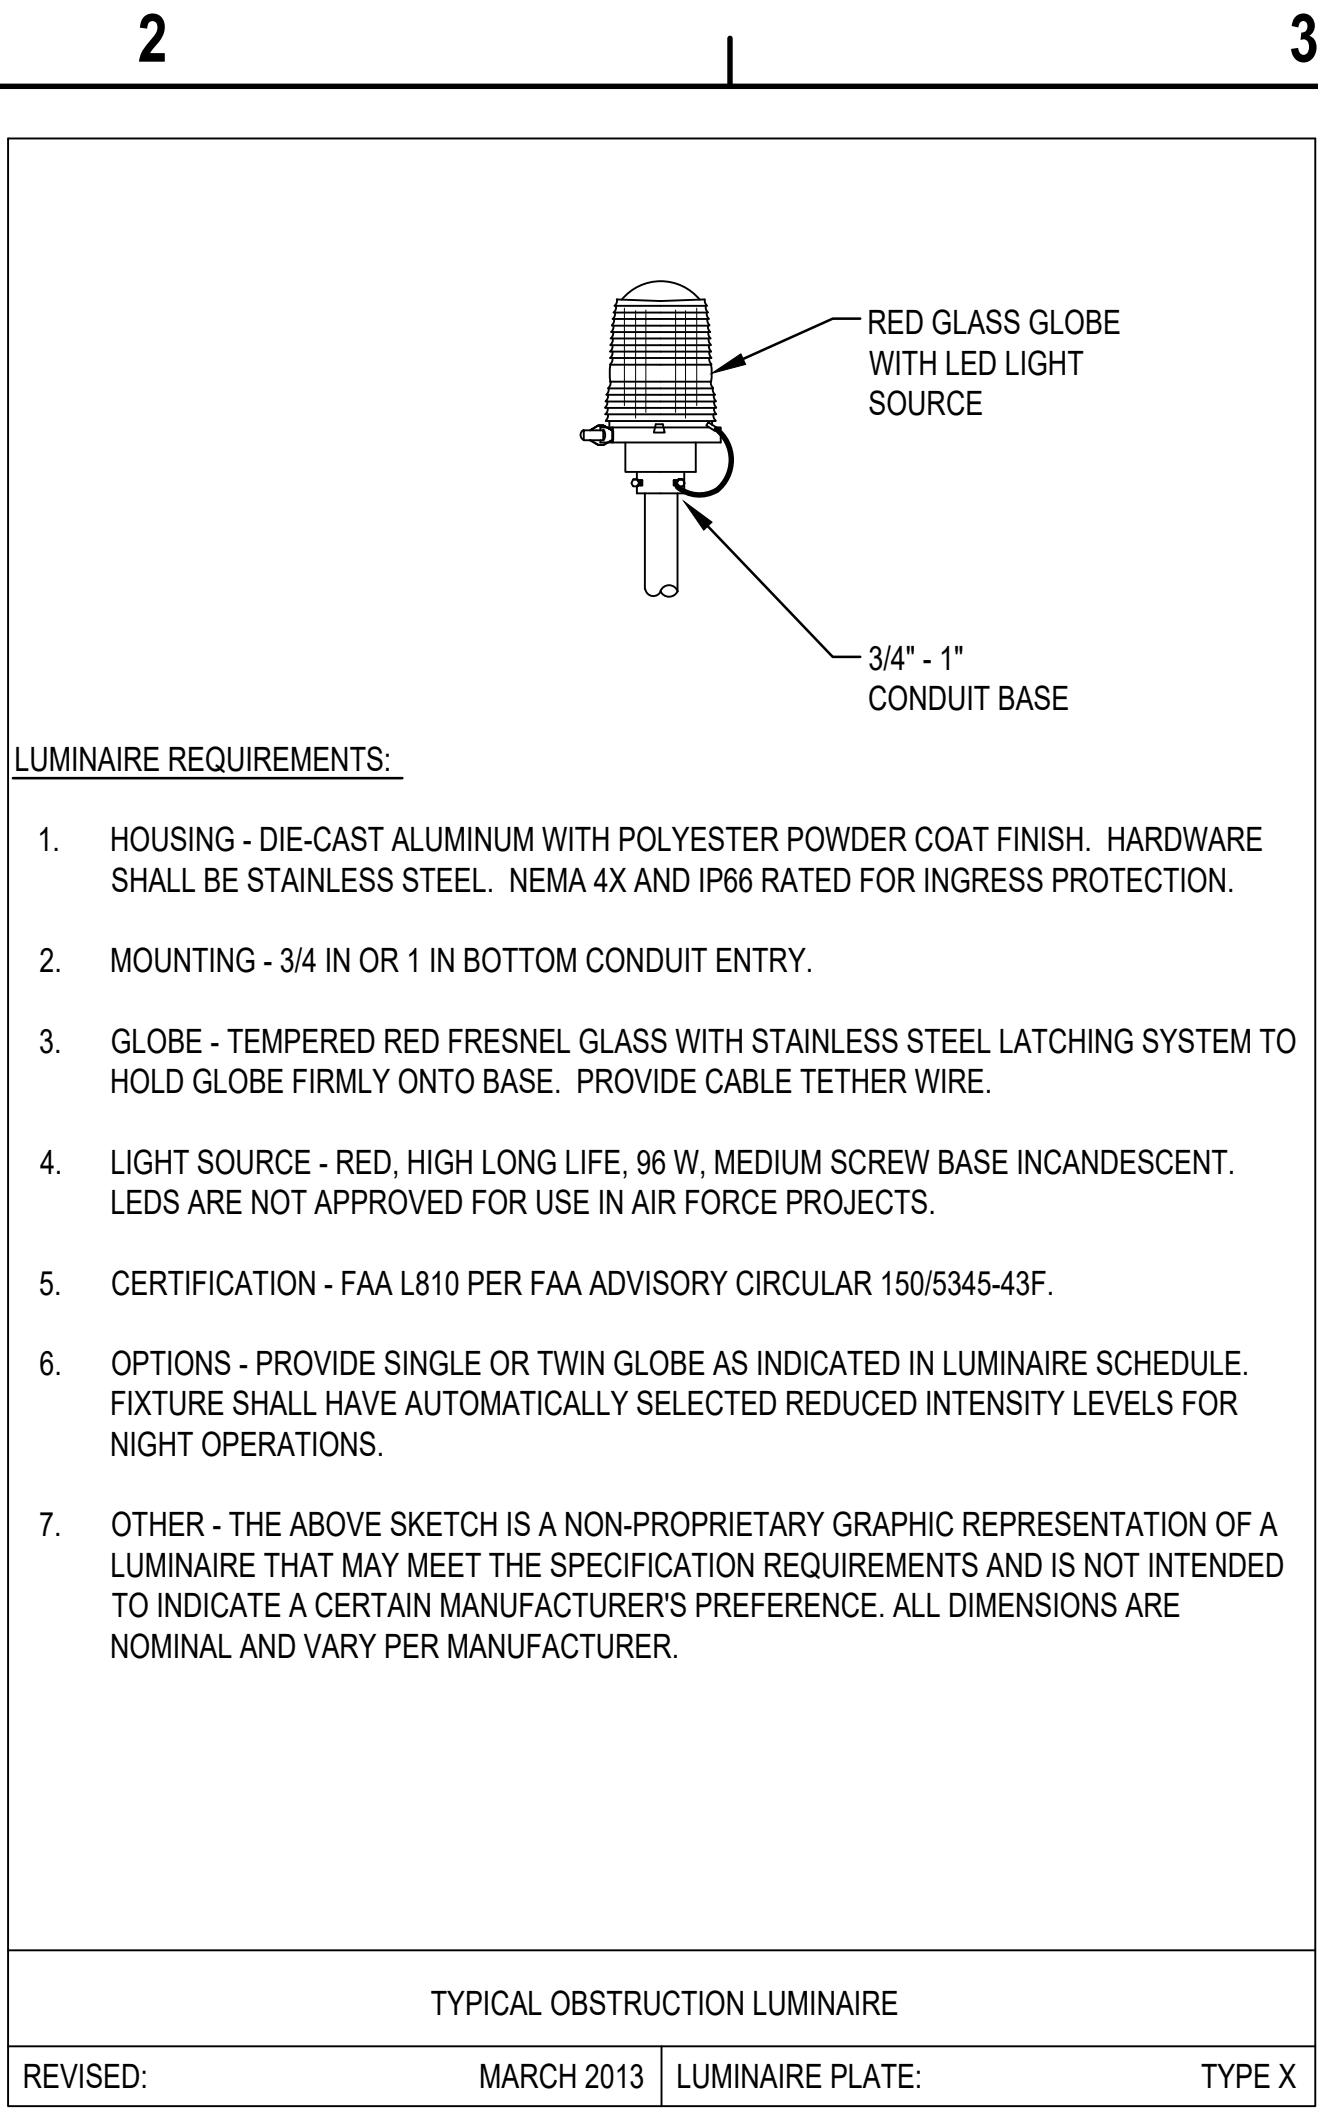 2
3
RED GLASS GLOBE
WITH LED LIGHT
SOURCE
3/4" - 1"
CONDUIT BASE
LUMINAIRE REQUIREMENTS:
1. HOUSING - DIE-CAST ALUMINUM WITH POLYESTER POWDER COAT FINISH. HARDWARE
SHALL BE STAINLESS STEEL. NEMA 4X AND IP66 RATED FOR INGRESS PROTECTION.
2. MOUNTING - 3/4 IN OR 1 IN BOTTOM CONDUIT ENTRY.
3. GLOBE - TEMPERED RED FRESNEL GLASS WITH STAINLESS STEEL LATCHING SYSTEM TO
HOLD GLOBE FIRMLY ONTO BASE. PROVIDE CABLE TETHER WIRE.
4. LIGHT SOURCE - RED, HIGH LONG LIFE, 96 W, MEDIUM SCREW BASE INCANDESCENT.
LEDS ARE NOT APPROVED FOR USE IN AIR FORCE PROJECTS.
5. CERTIFICATION - FAA L810 PER FAA ADVISORY CIRCULAR 150/5345-43F.
6. OPTIONS - PROVIDE SINGLE OR TWIN GLOBE AS INDICATED IN LUMINAIRE SCHEDULE.
FIXTURE SHALL HAVE AUTOMATICALLY SELECTED REDUCED INTENSITY LEVELS FOR
NIGHT OPERATIONS.
7. OTHER - THE ABOVE SKETCH IS A NON-PROPRIETARY GRAPHIC REPRESENTATION OF A
LUMINAIRE THAT MAY MEET THE SPECIFICATION REQUIREMENTS AND IS NOT INTENDED
TO INDICATE A CERTAIN MANUFACTURER'S PREFERENCE. ALL DIMENSIONS ARE
NOMINAL AND VARY PER MANUFACTURER.
TYPICAL OBSTRUCTION LUMINAIRE
REVISED: MARCH 2013
LUMINAIRE PLATE: TYPE X